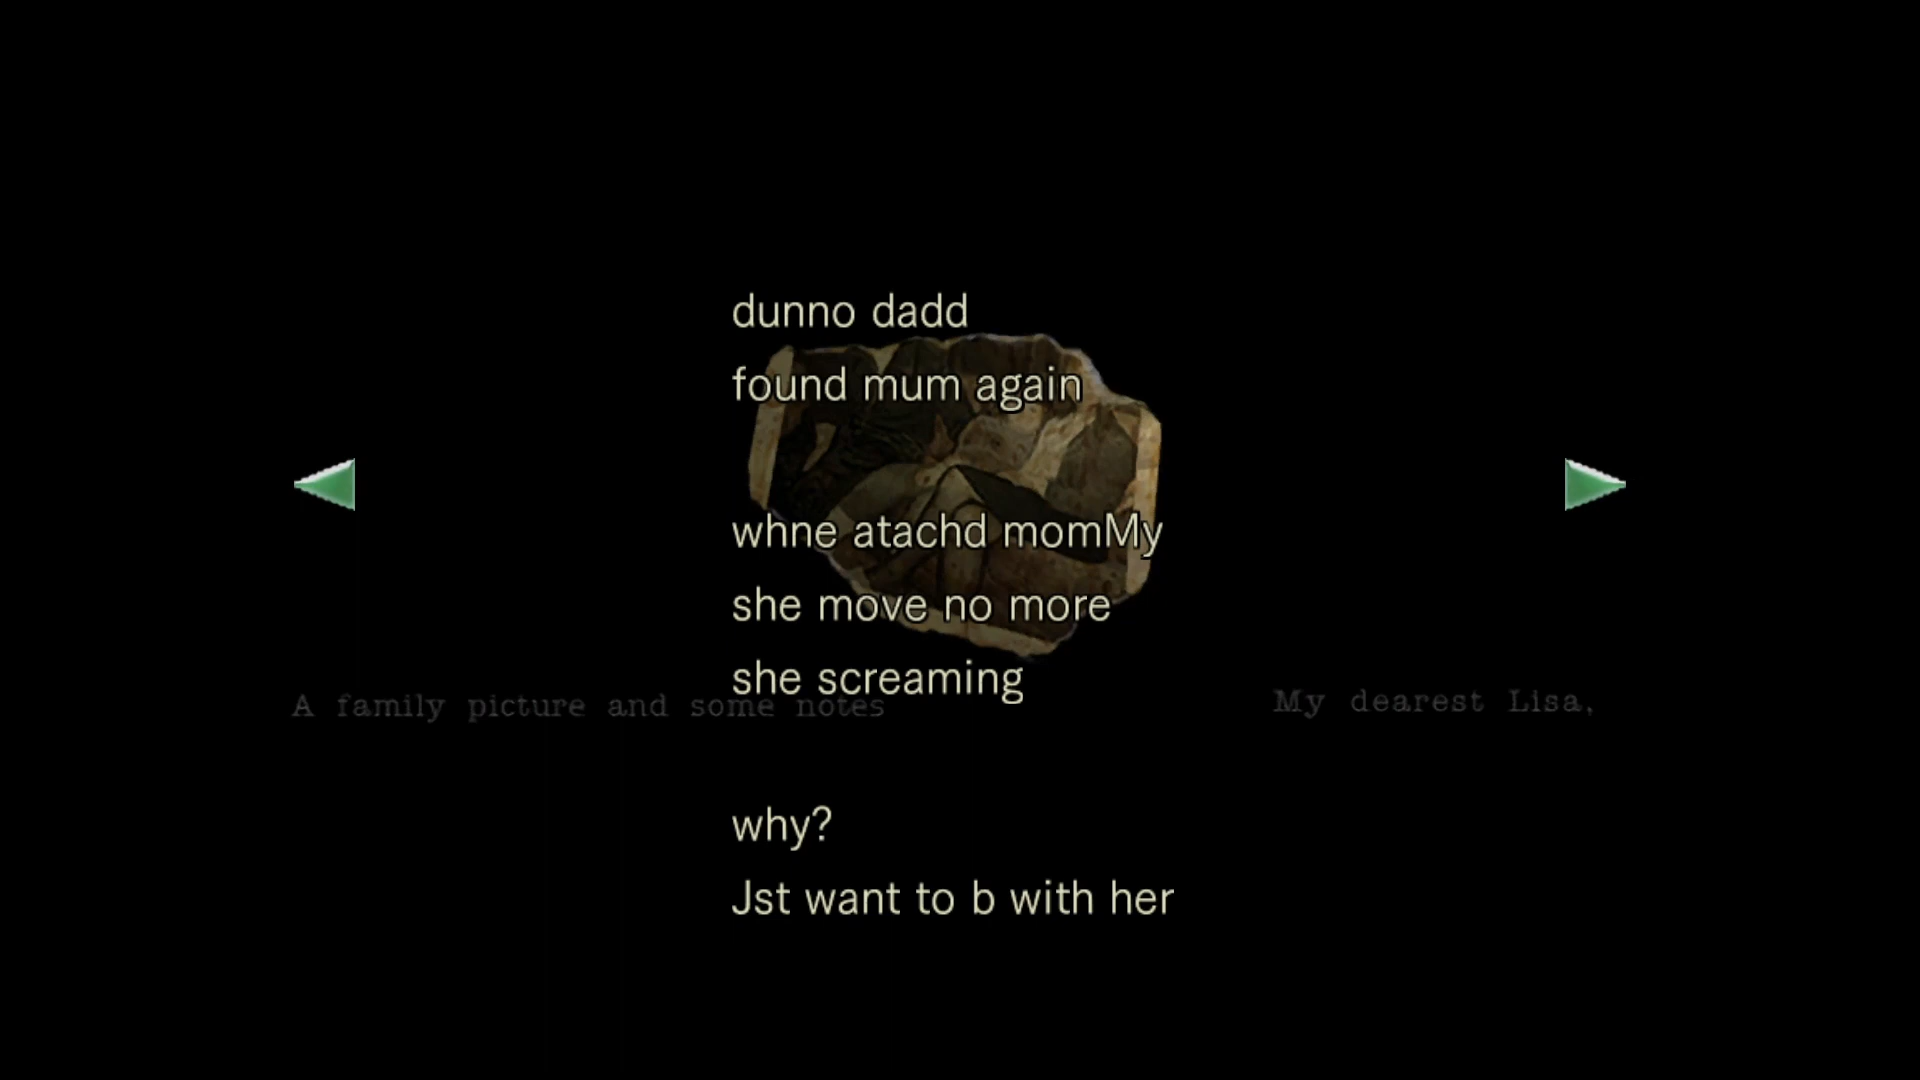 dunno dadd
found mum again
whne atachd momMy
she move no more
she screaming
A family picture and some notes
My dearest Lisa,
why?
Jst want to b with her